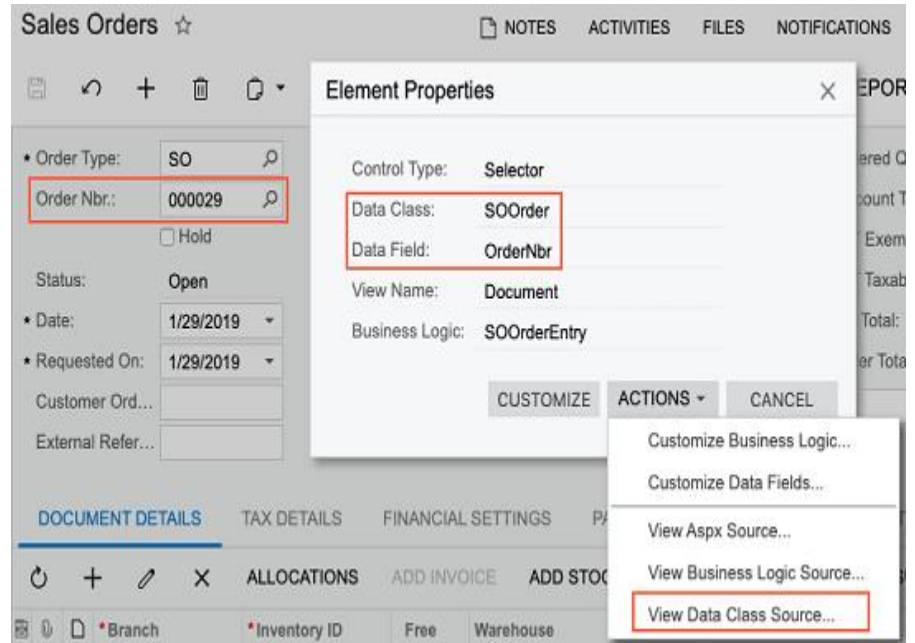 Sales Orders
NOTES ACTIVITIES FILES NOTIFICATIONS
Element Properties
Order Type: SO
Order Nbr.: 000029
Hold
Status: Open
* Date: 1/29/2019
* Requested On: 1/29/2019
Customer Ord...
External Refer...
Control Type: Selector
Data Class: SOOrder
Data Field: OrderNbr
View Name: Document
Business Logic: SOOrderEntry
CUSTOMIZE ACTIONS CANCEL
Customize Business Logic...
Customize Data Fields...
View Aspx Source...
View Business Logic Source...
View Data Class Source...
Total:
DOCUMENT DETAILS TAX DETAILS FINANCIAL SETTINGS
ALLOCATIONS ADD INVOICE
*Branch *Inventory ID Free Warehouse